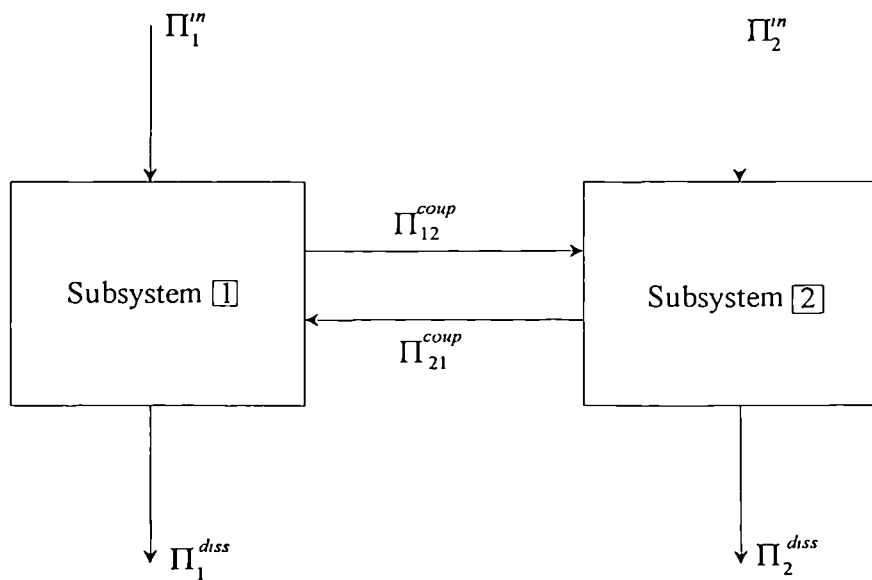 Π₁ⁱⁿ
Π₂ⁱⁿ
Π₁₂ᶜᵒᵘᵖ
Subsystem 1
Subsystem 2
Π₂₁ᶜᵒᵘᵖ
Π₁ᵈⁱˢˢ
Π₂ᵈⁱˢˢ